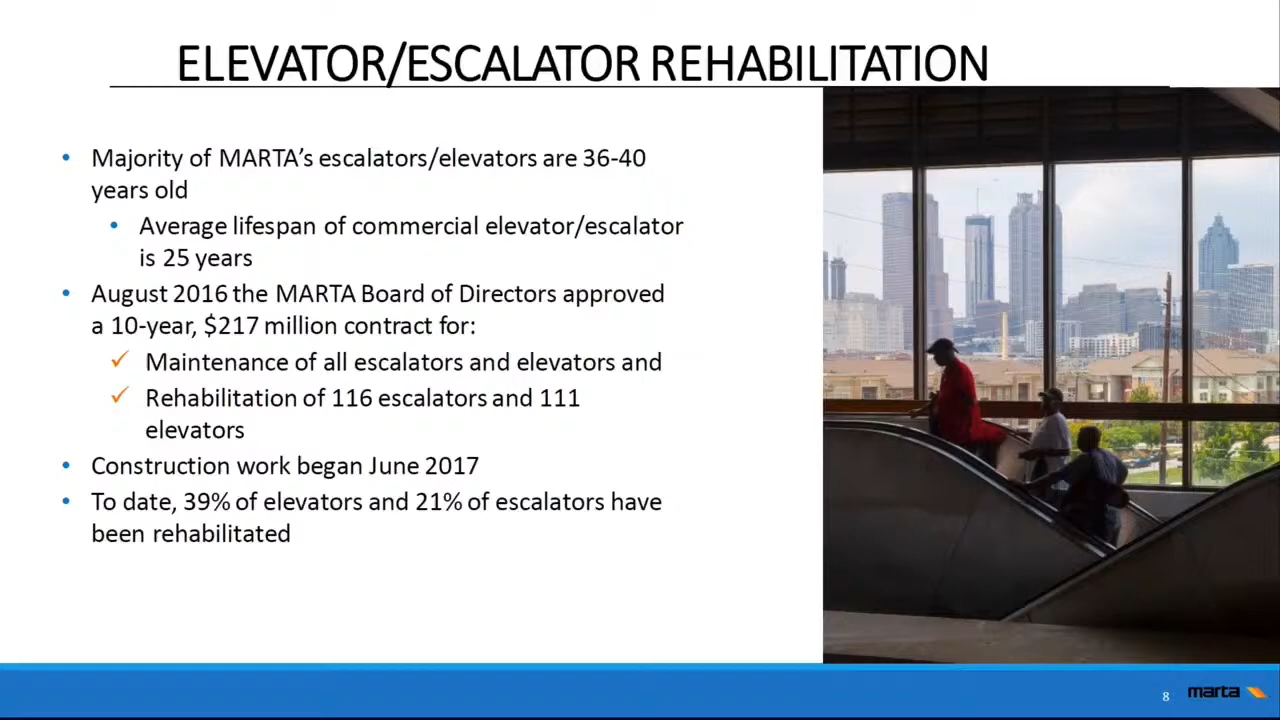 ELEVATOR/ESCALATOR REHABILITATION
• Majority of MARTA’s escalators/elevators are 36-40
years old
• Average lifespan of commercial elevator/escalator
is 25 years
• August 2016 the MARTA Board of Directors approved
a 10-year, $217 million contract for:
✓ Maintenance of all escalators and elevators and
✓ Rehabilitation of 116 escalators and 111
elevators
• Construction work began June 2017
• To date, 39% of elevators and 21% of escalators have
been rehabilitated
8
marta